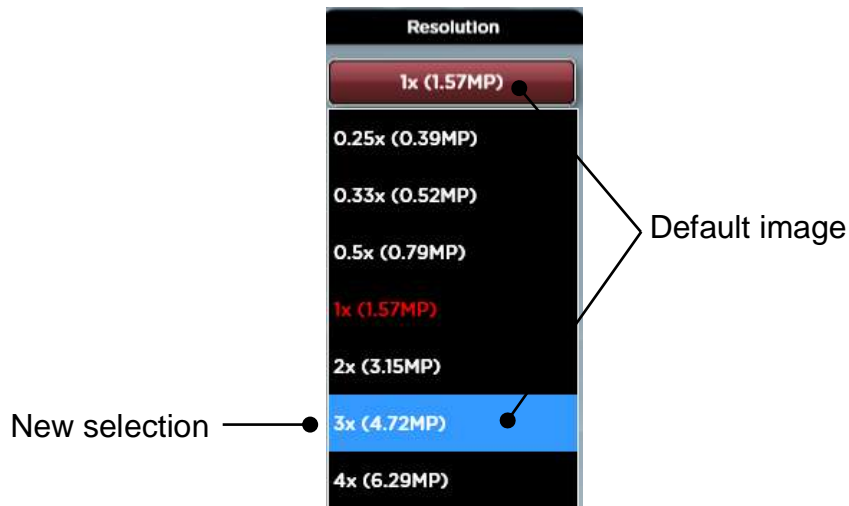 Resolution
1x (1.57MP)
0.25x (0.39MP)
0.33x (0.52MP)
0.5x (0.79MP)
Default image
1x (1.57MP)
2x (3.15MP)
New selection
3x (4.72MP)
4x (6.29MP)